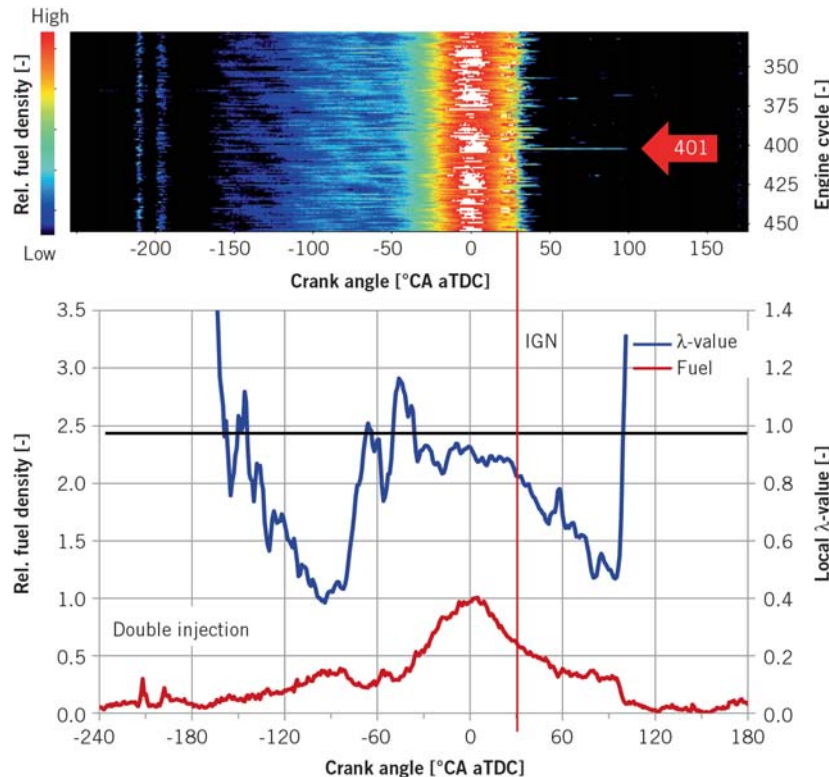 High
Rel. fuel density [-]
Low
350
375
400
425
450
Engine cycle [-]
401
-200 -150 -100 -50 0 50 100 150
Crank angle [°CA aTDC]
3.5
3.0
2.5
2.0
1.5
1.0
0.5
0.0
Rel. fuel density [-]
IGN
λ-value
Fuel
Double injection
1.4
1.2
1.0
0.8
0.6
0.4
0.2
0.0
Local λ-value [-]
-240 -180 -120 -60 0 60 120 180
Crank angle [°CA aTDC]